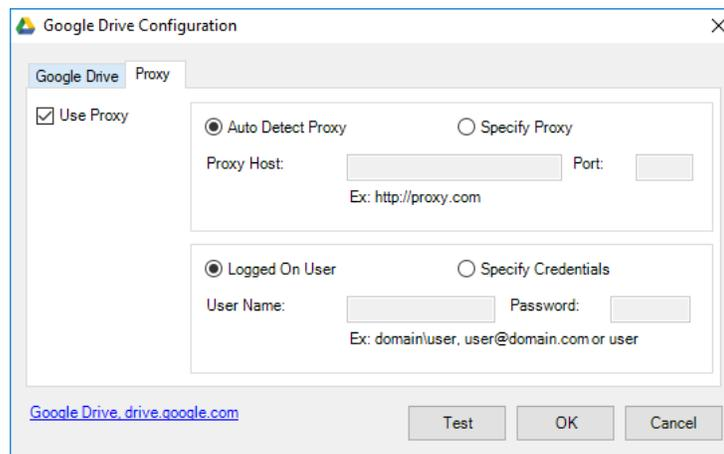 Google Drive Configuration
Google Drive Proxy
Use Proxy
Auto Detect Proxy Specify Proxy
Proxy Host: Port:
Ex: http://proxy.com
Logged On User Specify Credentials
User Name: Password:
Ex: domain\user, user@domain.com or user
Google Drive, drive.google.com
Test OK Cancel